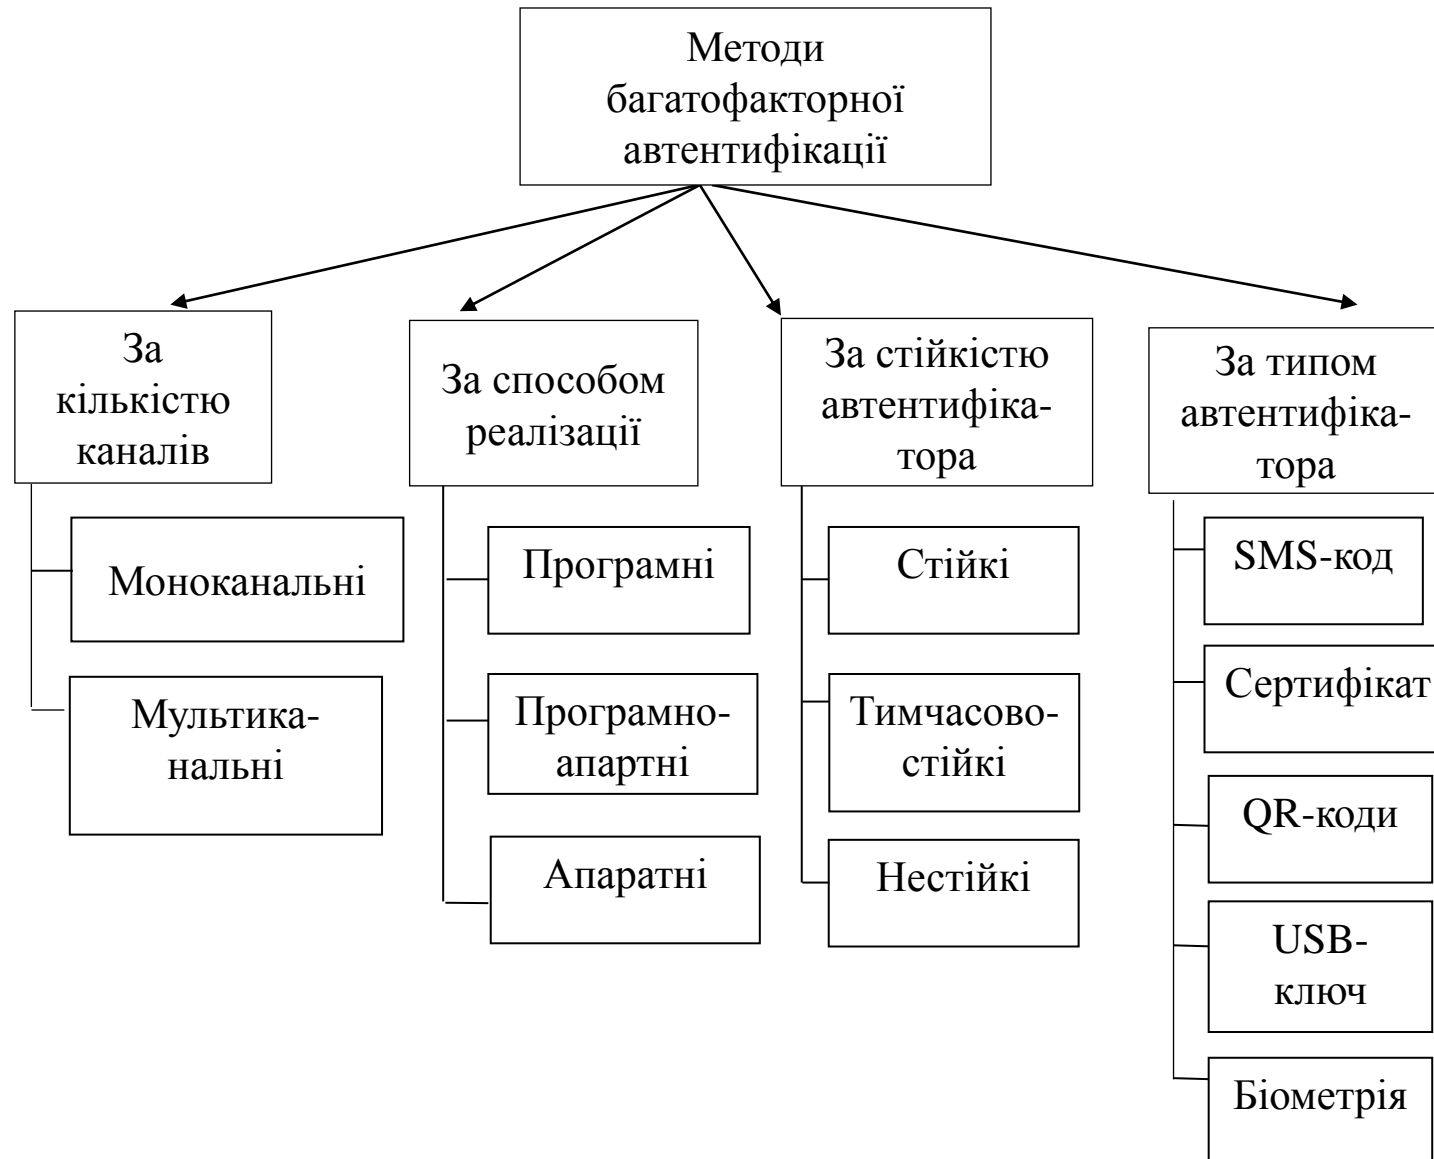 Методи
багатофакторної
автентифікації
За
кількістю
каналів
Моноканальні
Мультика-
нальні
За способом
реалізації
Програмні
Програмно-
апартні
Апаратні
За стійкістю
автентифіка-
тора
Стійкі
Тимчасово-
стійкі
Нестійкі
За типом
автентифіка-
тора
SMS-код
Сертифікат
QR-коди
USB-
ключ
Біометрія